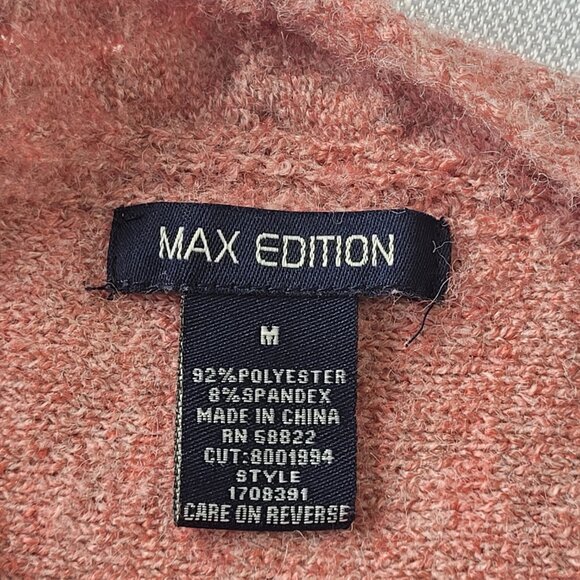 MAX EDITION
M
92%POLYESTER
8%SPANDEX
MADE IN CHINA
RN 58822
CUT:8001994
STYLE
1708391
CARE ON REVERSE